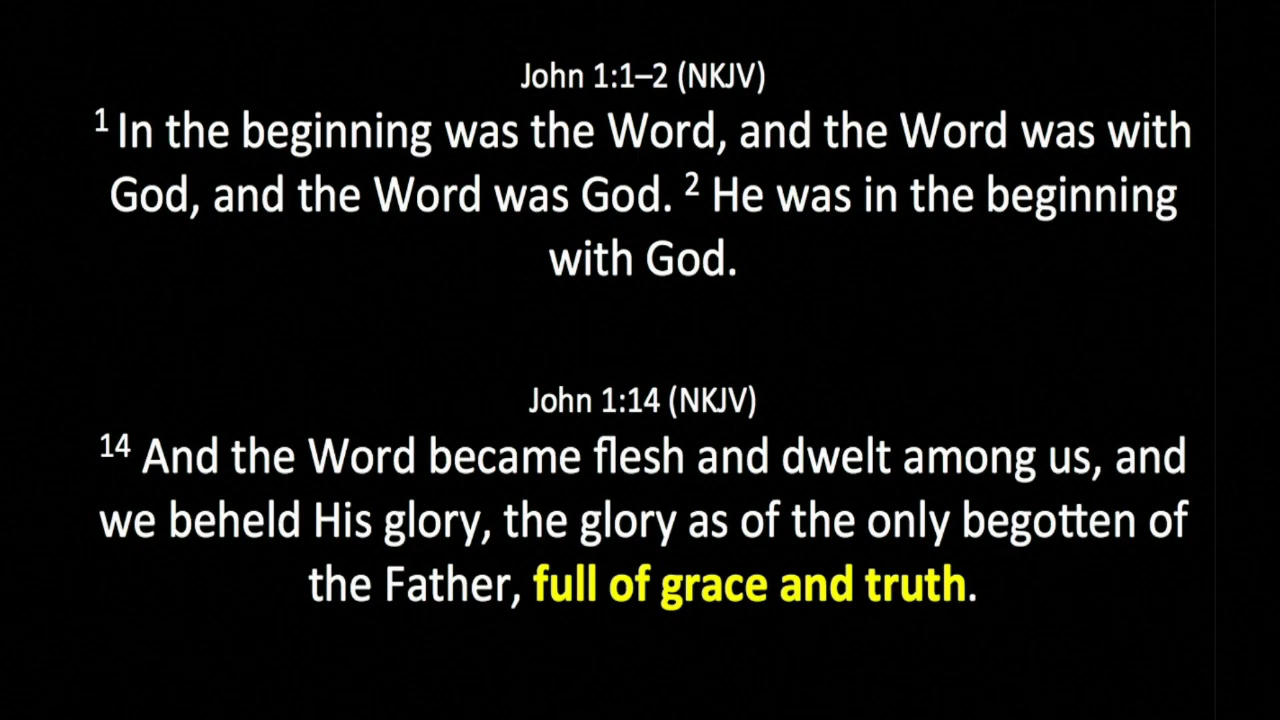 John 1:1–2 (NKJV)
1 In the beginning was the Word, and the Word was with
God, and the Word was God. 2 He was in the beginning
with God.
John 1:14 (NKJV)
14 And the Word became flesh and dwelt among us, and
we beheld His glory, the glory as of the only begotten of
the Father, full of grace and truth.